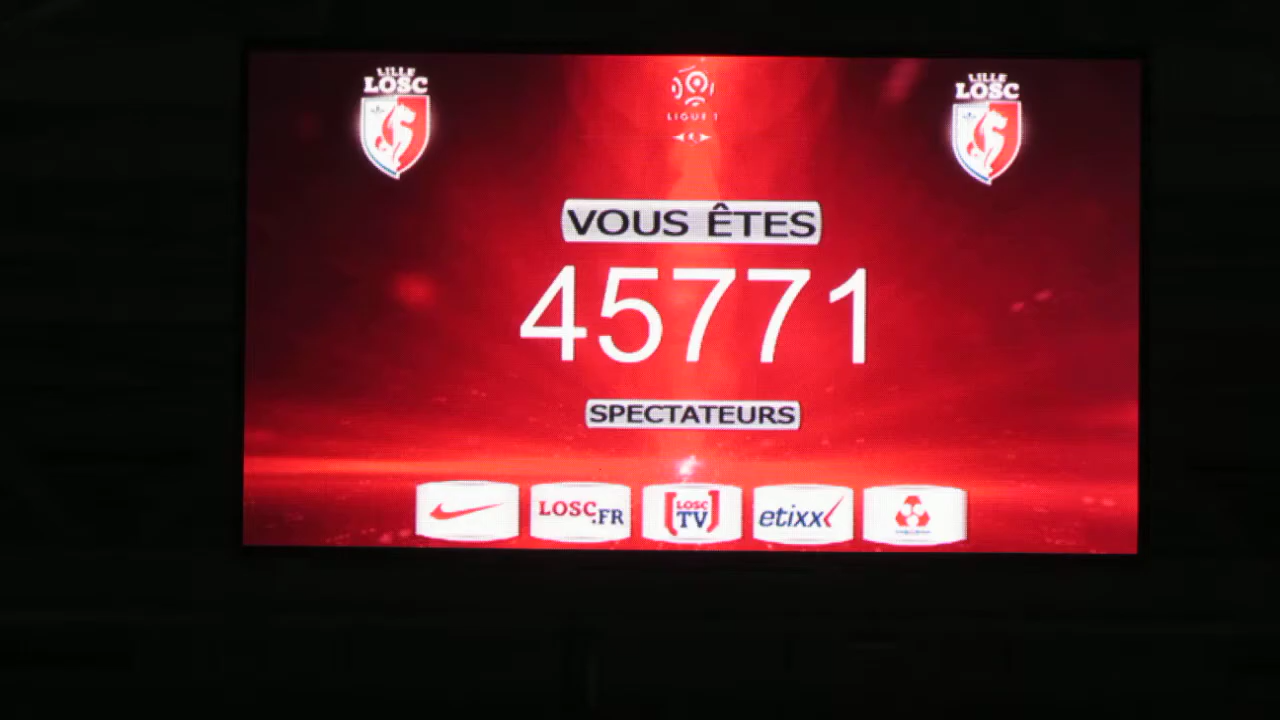 LILLE
LOSC
LIGUE 1
LILLE
LOSC
VOUS ÊTES
45771
SPECTATEURS
LOSC.FR
LOSC
TV
etixx